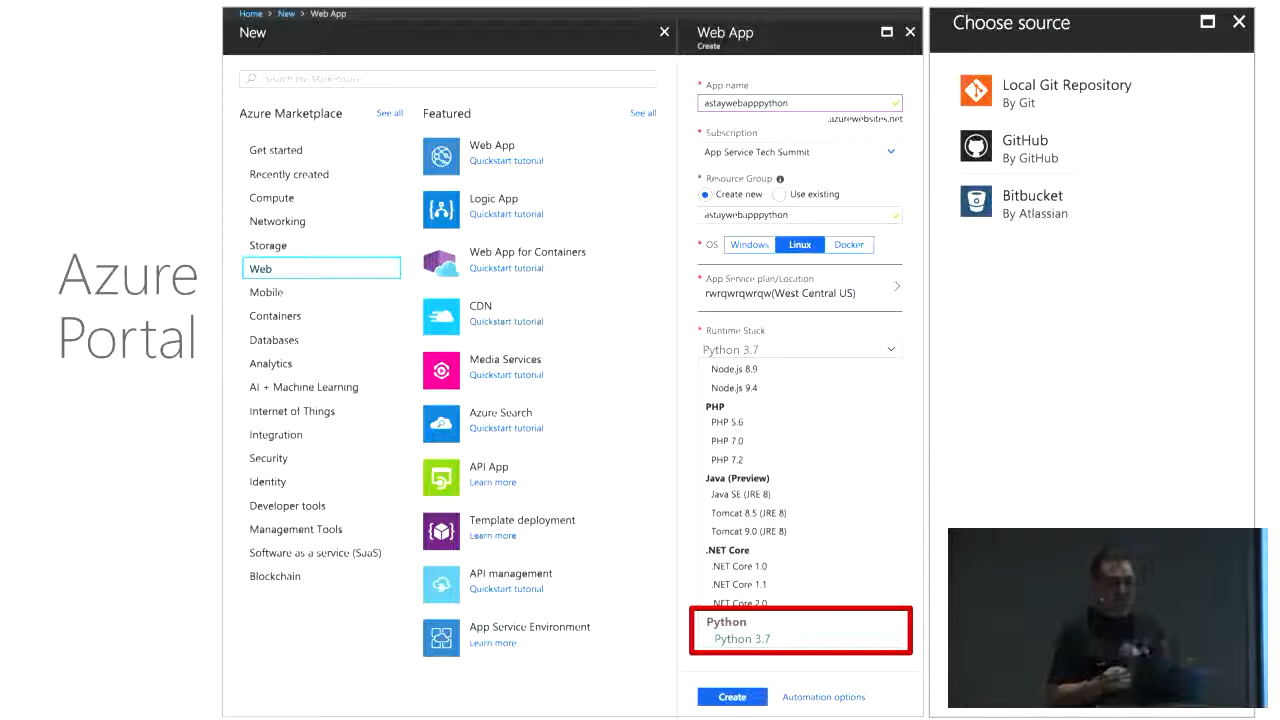 Azure
Portal
Home > New > Web App
New
Search the Marketplace
Azure Marketplace
See all
Get started
Recently created
Compute
Networking
Storage
Web
Mobile
Containers
Databases
Analytics
AI + Machine Learning
Internet of Things
Integration
Security
Identity
Developer tools
Management Tools
Software as a service (SaaS)
Blockchain
Featured
See all
Web App
Quickstart tutorial
Logic App
Quickstart tutorial
Web App for Containers
Quickstart tutorial
CDN
Quickstart tutorial
Media Services
Quickstart tutorial
Azure Search
Quickstart tutorial
API App
Learn more
Template deployment
Learn more
API management
Quickstart tutorial
App Service Environment
Learn more
Web App
Create
* App name
astaywebapppython
.azurewebsites.net
* Subscription
App Service Tech Summit
* Resource Group
Create new Use existing
astaywebapppython
* OS Windows Linux Docker
* App Service plan/Location
rwrqwrqwrqw(West Central US)
* Runtime Stack
Python 3.7
Node.js 8.9
Node.js 9.4
PHP
PHP 5.6
PHP 7.0
PHP 7.2
Java (Preview)
Java SE (JRE 8)
Tomcat 8.5 (JRE 8)
Tomcat 9.0 (JRE 8)
.NET Core
.NET Core 1.0
.NET Core 1.1
.NET Core 2.0
Python
Python 3.7
Create Automation options
Choose source
Local Git Repository
By Git
GitHub
By GitHub
Bitbucket
By Atlassian